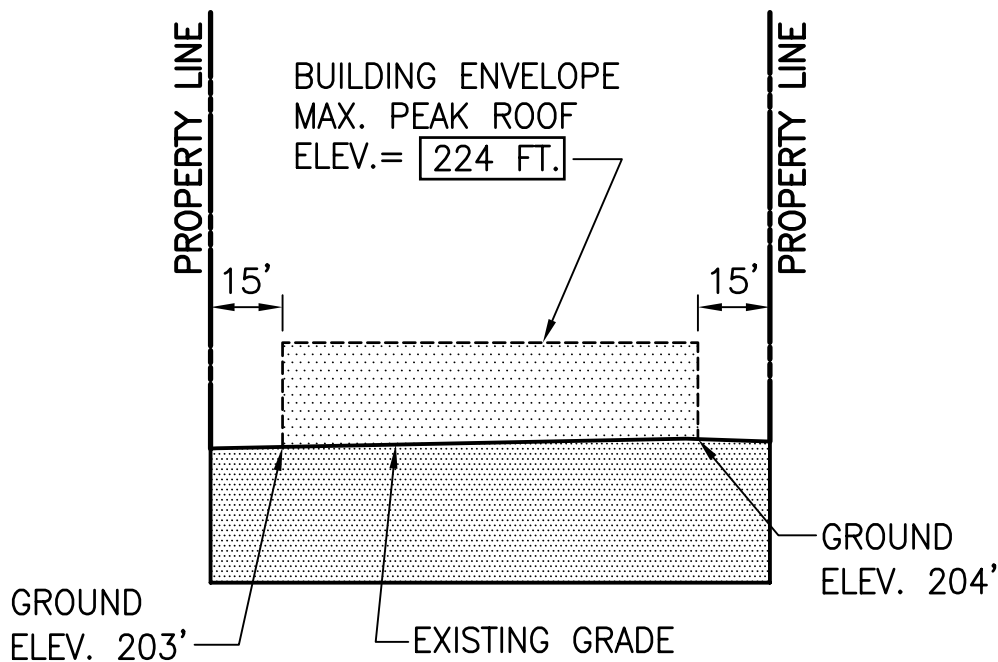 PROPERTY LINE
BUILDING ENVELOPE
MAX. PEAK ROOF
ELEV.= 224 FT.
PROPERTY LINE
15'
15'
GROUND
ELEV. 204'
GROUND
ELEV. 203'
EXISTING GRADE